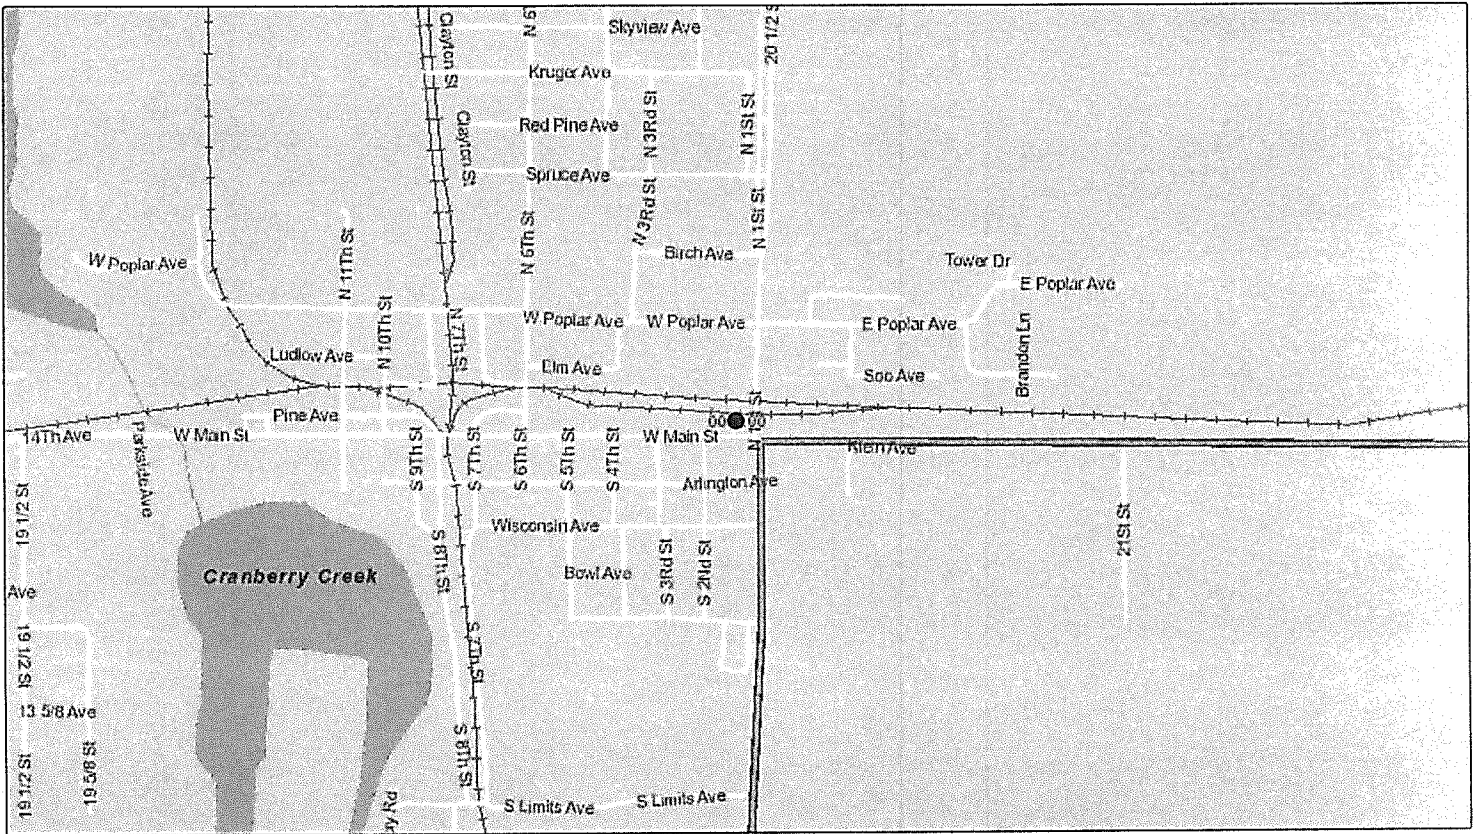 Clayton St
N 6T
Skyview Ave
20 1/2 S
Kruger Ave
N 3Rd St
N 1St St
Clayton St
Red Pine Ave
Spruce Ave
N 3Rd St
N 1St St
N 6Th St
N 11Th St
W Poplar Ave
Birch Ave
Tower Dr
E Poplar Ave
N 10Th St
N 7Th St
W Poplar Ave
W Poplar Ave
E Poplar Ave
Brandon Ln
Ludlow Ave
Elm Ave
Soo Ave
Pine Ave
N 1St St
14Th Ave
Parkside Ave
W Main St
W Main St
Klem Ave
S 9Th St
S 7Th St
S 6Th St
S 5Th St
S 4Th St
Arlington Ave
19 1/2 St
Wisconsin Ave
21St St
S 8Th St
Bowl Ave
S 3Rd St
S 2Nd St
Cranberry Creek
Ave
19 1/2 St
S 7Th St
13 5/8 Ave
S 8Th St
19 1/2 St
19 5/8 St
ry Rd
S Limits Ave
S Limits Ave